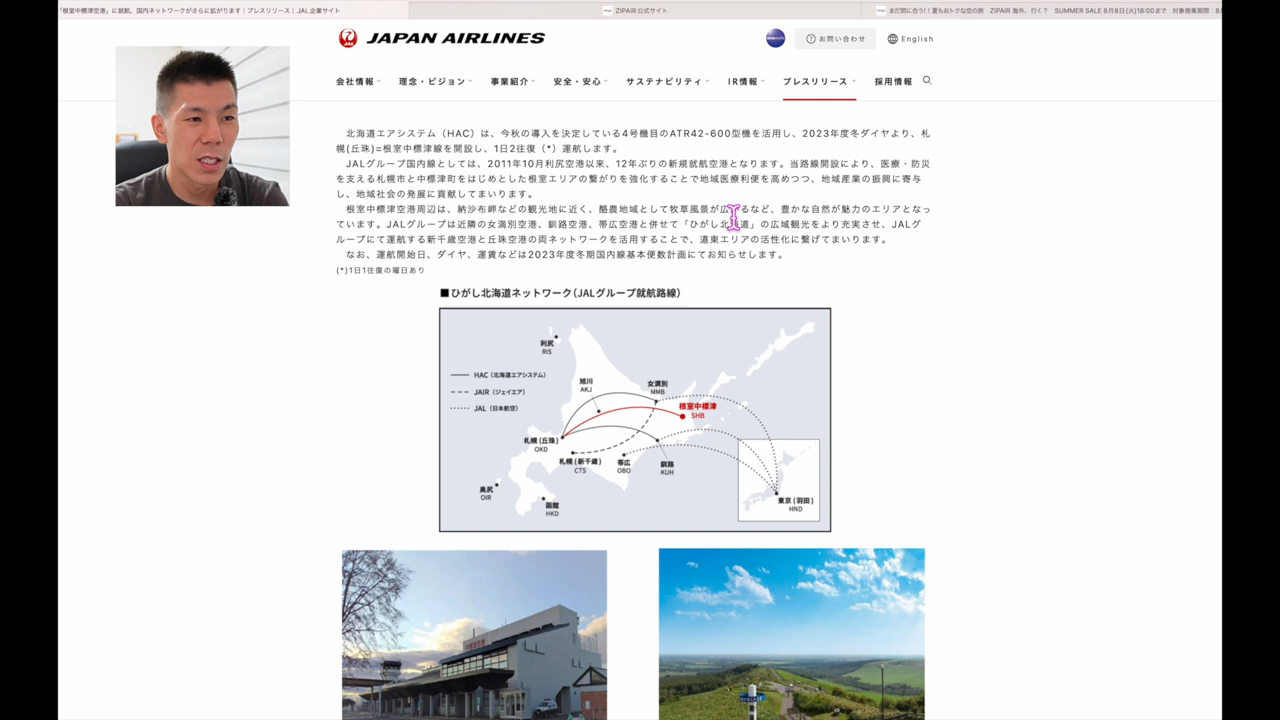 「根室中標津空港」に就航、国内ネットワークがさらに拡がります｜プレスリリース｜JAL企業サイト
ZIPAIR公式サイト
まだ間に合う!！夏もおトクな空の旅　ZIPAIR 海外、行く？　SUMMER SALE 8月8日(火)18:00まで　対象搭乗期間：8
JAL
JAPAN AIRLINES
お問い合わせ
English
会社情報
理念・ビジョン
事業紹介
安全・安心
サステナビリティ
IR情報
プレスリリース
採用情報
北海道エアシステム（HAC）は、今秋の導入を決定している4号機目のATR42-600型機を活用し、2023年度冬ダイヤより、札
幌(丘珠)=根室中標津線を開設し、1日2往復（*）運航します。
JALグループ国内線としては、2011年10月利尻空港以来、12年ぶりの新規就航空港となります。当路線開設により、医療・防災
を支える札幌市と中標津町をはじめとした根室エリアの繋がりを強化することで地域医療利便を高めつつ、地域産業の振興に寄与
し、地域社会の発展に貢献してまいります。
根室中標津空港周辺は、納沙布岬などの観光地に近く、酪農地域として牧草風景が広がるなど、豊かな自然が魅力のエリアとなっ
ています。JALグループは近隣の女満別空港、釧路空港、帯広空港と併せて「ひがし北海道」の広域観光をより充実させ、JALグ
ループにて運航する新千歳空港と丘珠空港の両ネットワークを活用することで、道東エリアの活性化に繋げてまいります。
なお、運航開始日、ダイヤ、運賃などは2023年度冬期国内線基本便数計画にてお知らせします。
(*)1日1往復の曜日あり
■ひがし北海道ネットワーク（JALグループ就航路線）
利尻
RIS
HAC（北海道エアシステム）
JAIR（ジェイエア）
JAL（日本航空）
旭川
AKJ
女満別
MMB
根室中標津
SHB
札幌(丘珠)
OKD
札幌(新千歳)
CTS
帯広
OBO
釧路
KUH
奥尻
OIR
函館
HKD
東京(羽田)
HND